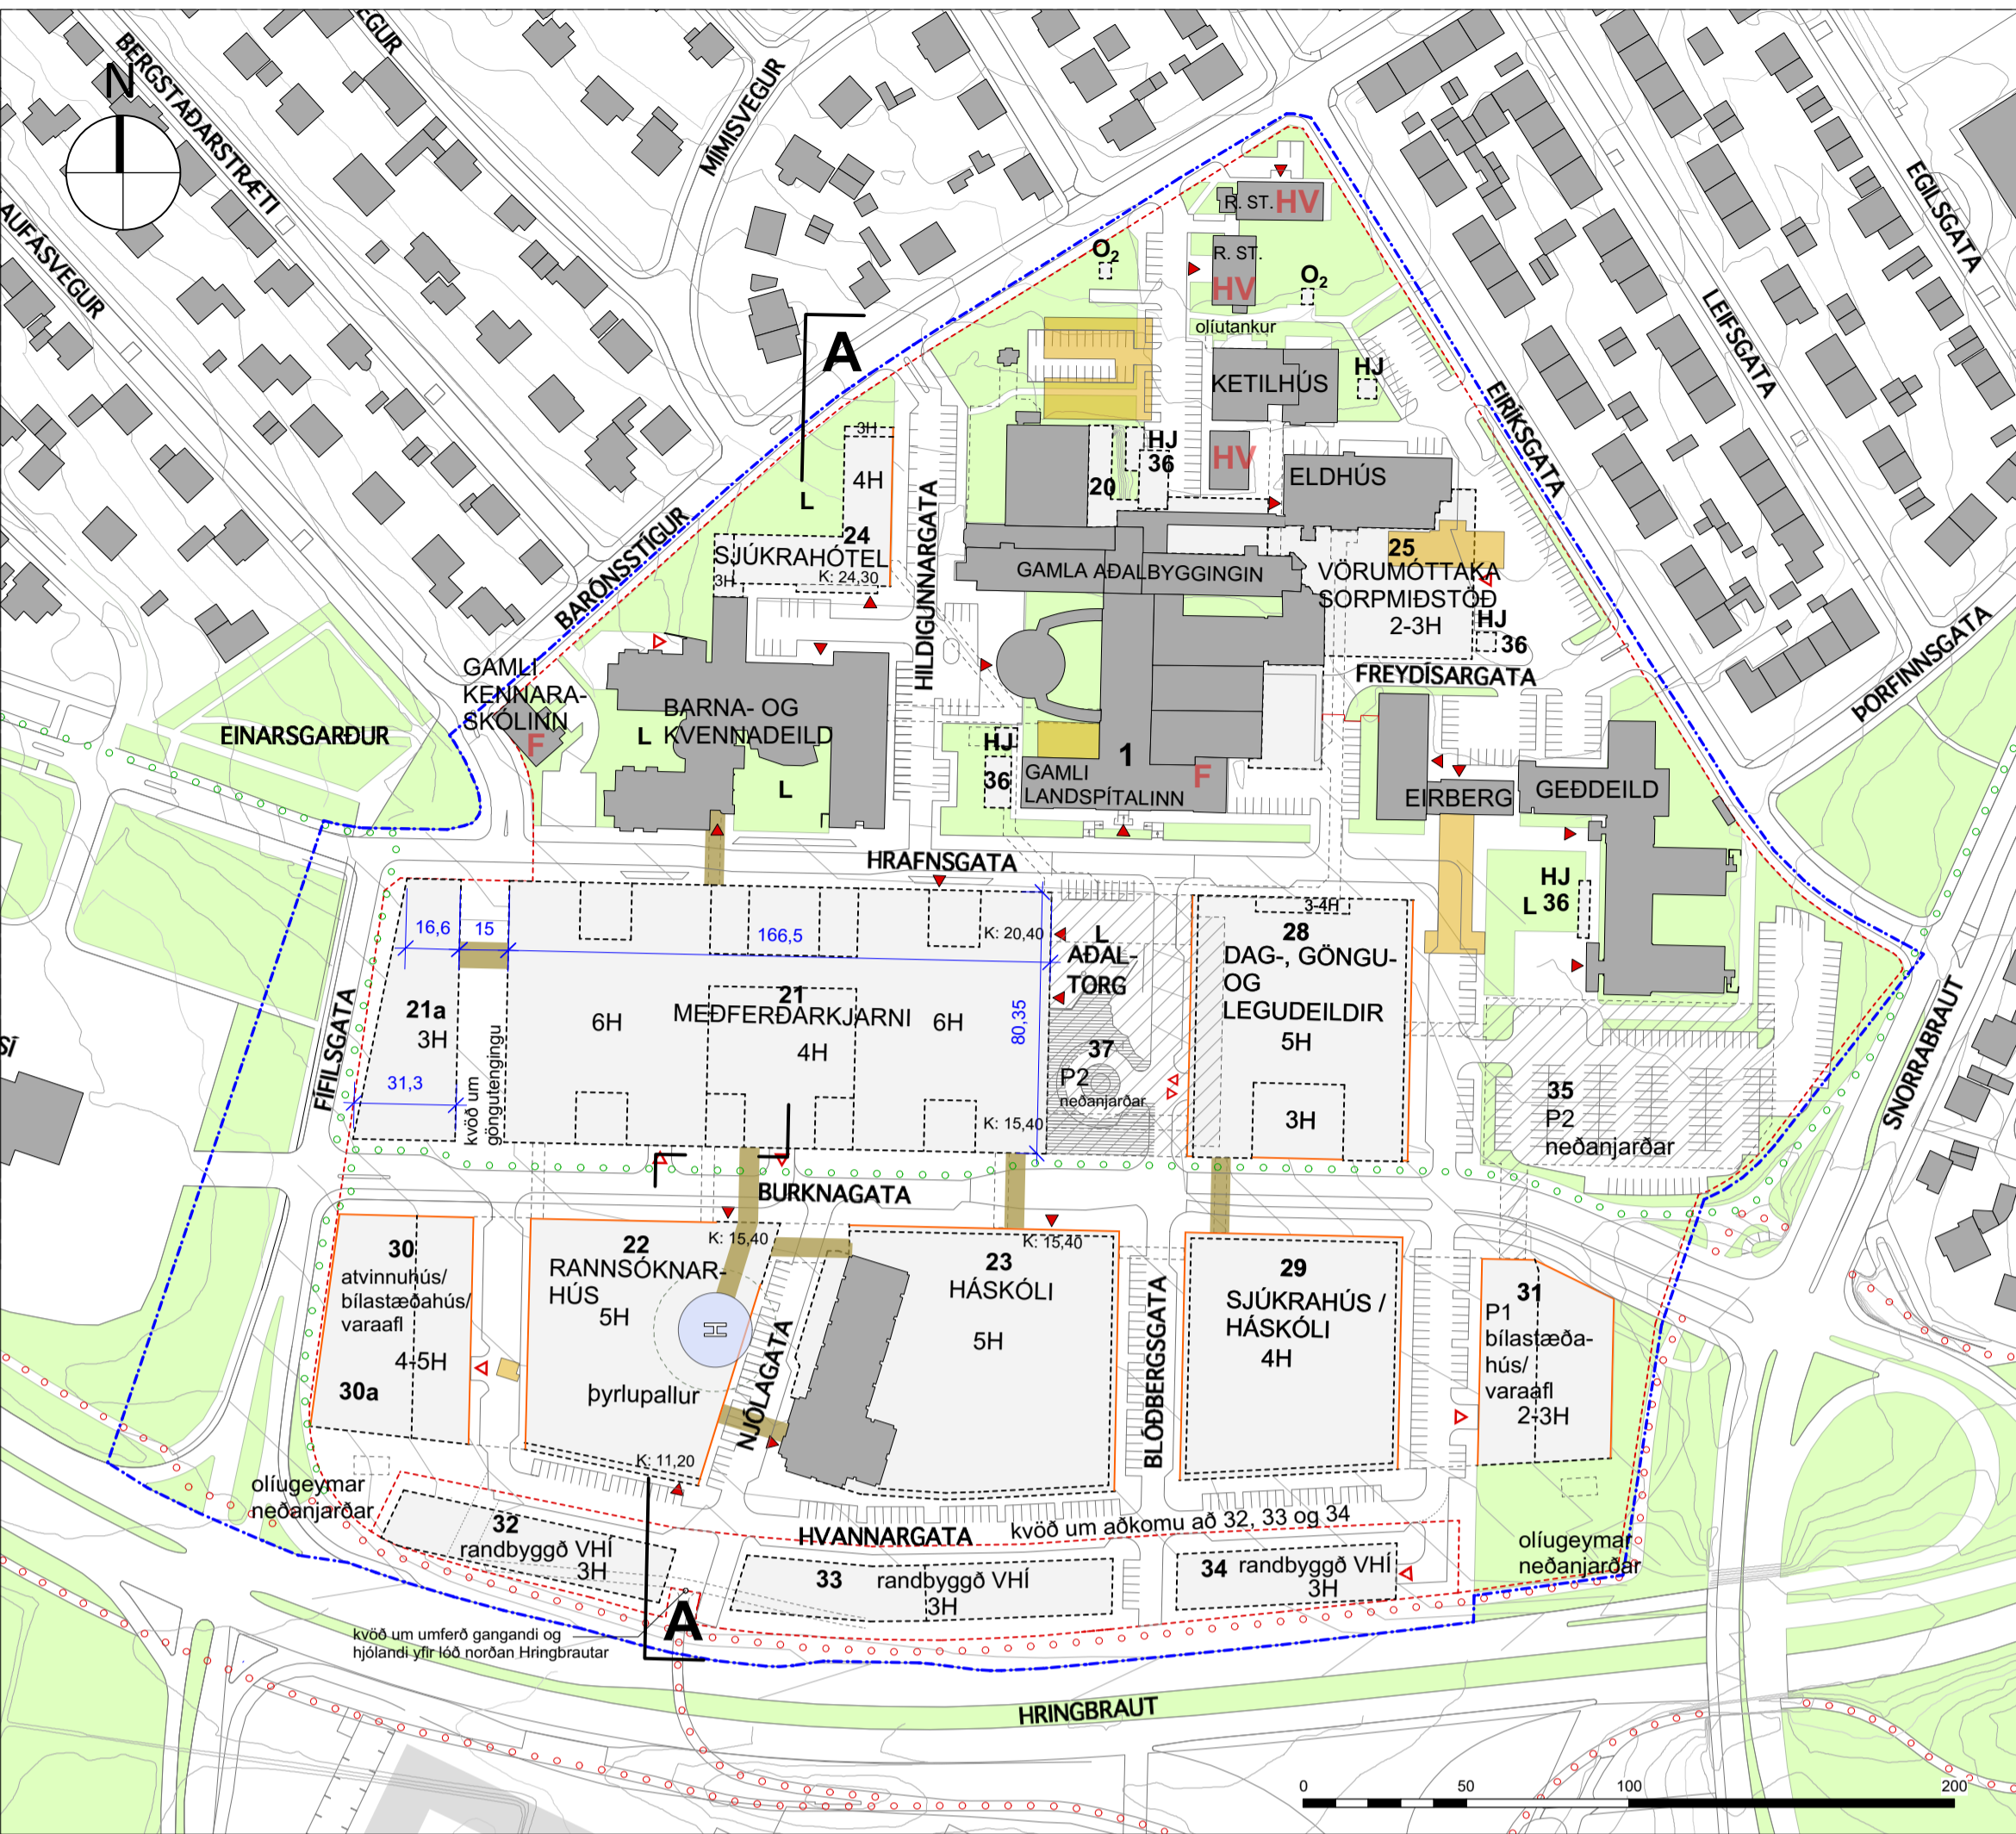 N
BERGSTAÐARSTRÆTI
EGUR
MÍMISVEGUR
AUFÁSVEGUR
EGILSGATA
LEIFSGATA
R. ST. HV
R. ST.
HV
O2
O2
olíutankur
A
KETILHÚS
HJ
EIRÍKSGATA
3H
4H
L
24
SJÚKRAHÓTEL
3H
K: 24,30
HJ
36
20
HV
ELDHÚS
HILDIGUNNARGATA
BARÓNSSTÍGUR
GAMLA AÐALBYGGINGIN
25
VÖRUMÓTTAKA
SORPMIÐSTÖÐ
2-3H
HJ
36
FREYDÍSARGATA
ÞORFINNSGATA
GAMLI
KENNARA-
SKÓLINN
F
EINARSGARÐUR
BARNA- OG
KVENNADEILD
L
L
HJ
36
1
GAMLI
LANDSPÍTALINN
F
EIRBERG
GEÐDEILD
HRAFNSGATA
HJ
L 36
16,6
15
166,5
K: 20,40
80,35
L
AÐAL-
TORG
3-4H
28
DAG-, GÖNGU-
OG
LEGUDEILDIR
5H
3H
FÍFILSGATA
SÍ
21a
3H
31,3
kvöð um
göngutengingu
21
MEÐFERÐARKJARNI
6H
6H
4H
K: 15,40
37
P2
neðanjarðar
35
P2
neðanjarðar
SNORRABRAUT
BURKNAGATA
30
atvinnuhús/
bílastæðahús/
varaafl
4-5H
30a
22
RANNSÓKNAR-
HÚS
5H
K: 15,40
H
þyrlupallur
K: 11,20
NJÓLAGATA
K: 15,40
23
HÁSKÓLI
5H
BLÓÐBERGSGATA
29
SJÚKRAHÚS /
HÁSKÓLI
4H
31
P1
bílastæða-
hús/
varaafl
2-3H
olíugeymar
neðanjarðar
32
randbyggð VHÍ
3H
HVANNARGATA
kvöð um aðkomu að 32, 33 og 34
33 randbyggð VHÍ
3H
34 randbyggð VHÍ
3H
olíugeymar
neðanjarðar
A
kvöð um umferð gangandi og
hjólandi yfir lóð norðan Hringbrautar
HRINGBRAUT
0 50 100 200